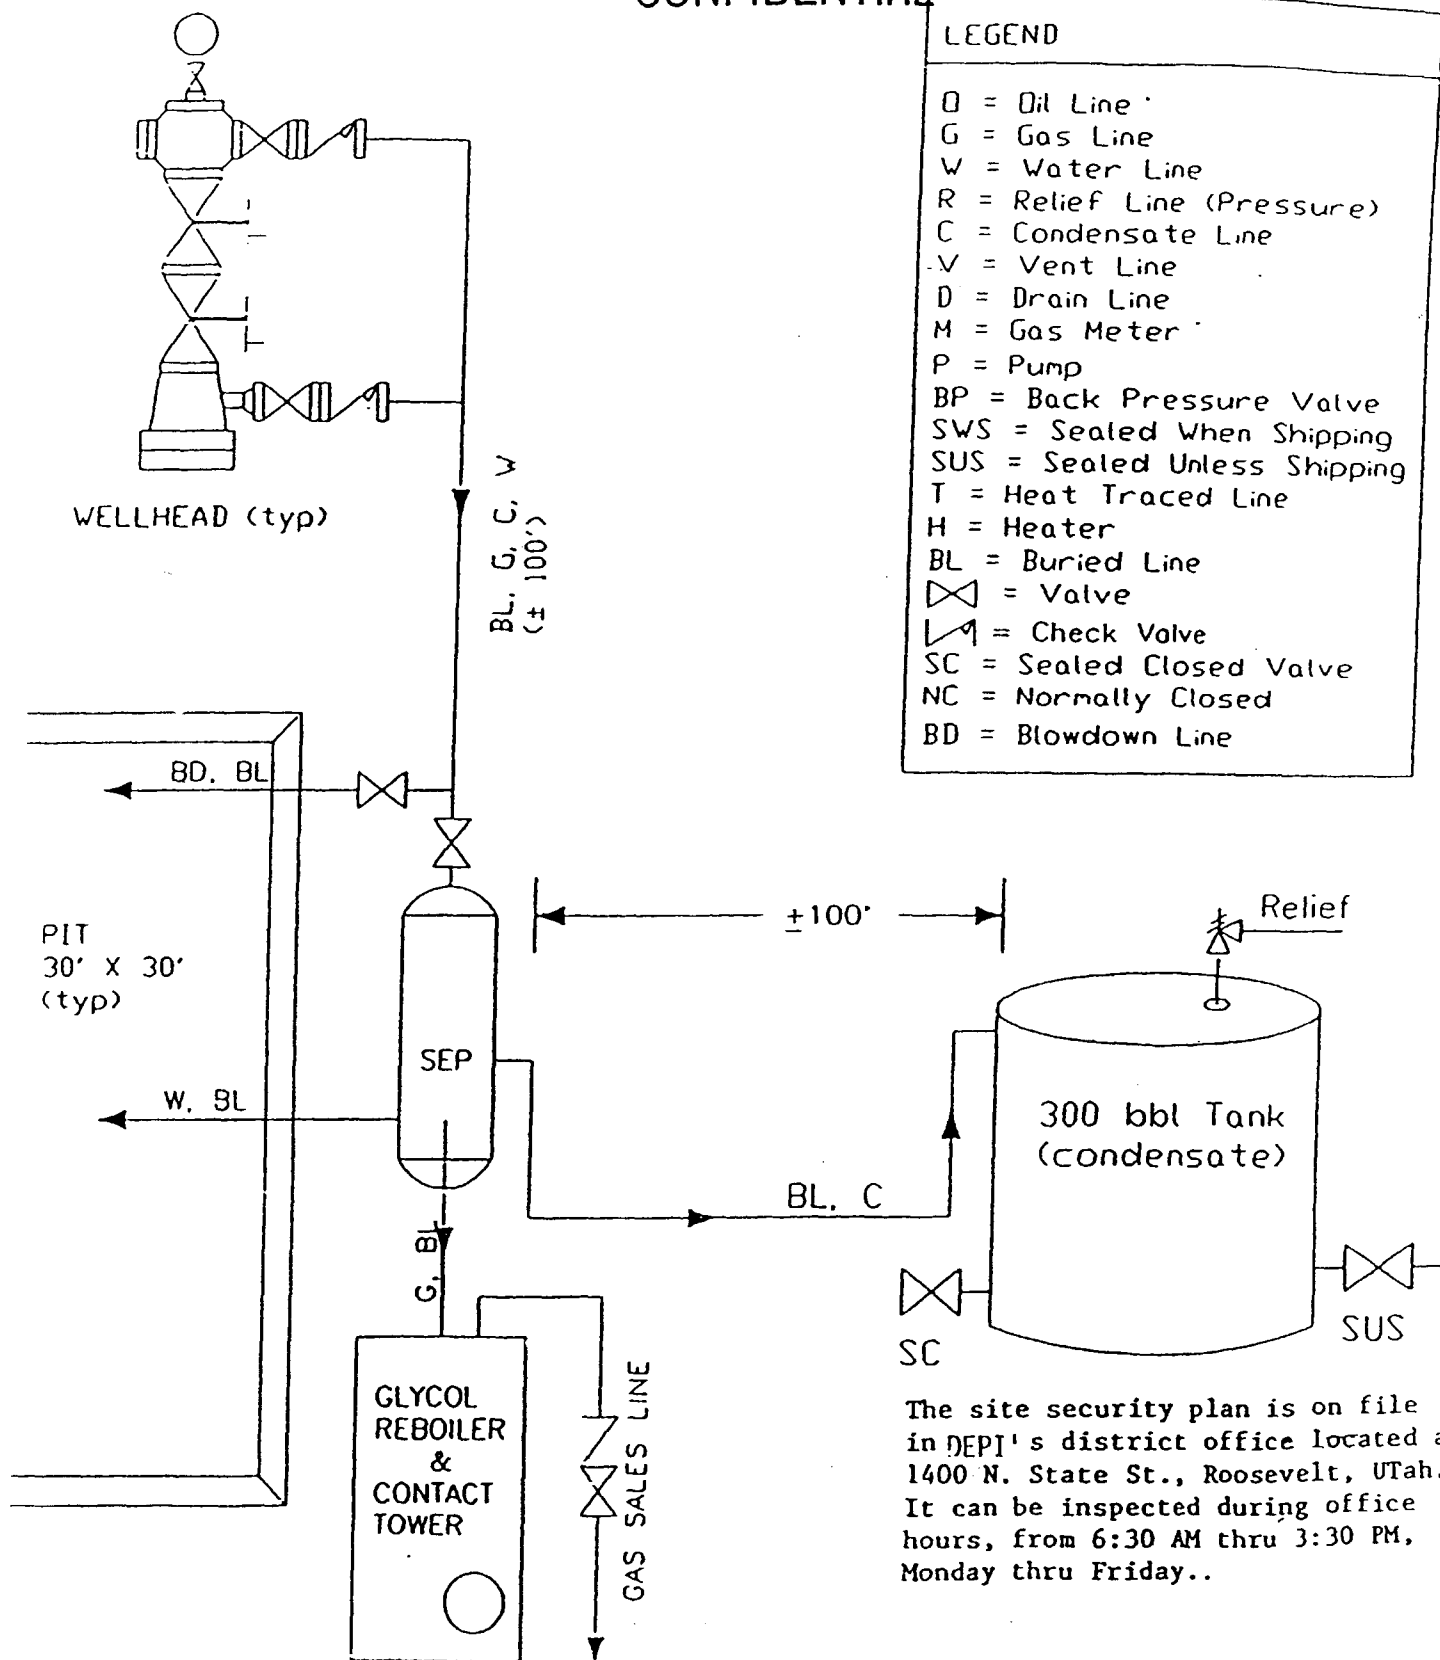 CONFIDENTIAL
LEGEND
O = Oil Line
G = Gas Line
W = Water Line
R = Relief Line (Pressure)
C = Condensate Line
V = Vent Line
D = Drain Line
M = Gas Meter
P = Pump
BP = Back Pressure Valve
SWS = Sealed When Shipping
SUS = Sealed Unless Shipping
T = Heat Traced Line
H = Heater
BL = Buried Line
= Valve
= Check Valve
SC = Sealed Closed Valve
NC = Normally Closed
BD = Blowdown Line
WELLHEAD (typ)
BL, G, C, W
(± 100')
BD, BL
PIT
30' X 30'
(typ)
±100'
Relief
SEP
W, BL
300 bbl Tank
(condensate)
BL, C
G, BL
SC
SUS
GLYCOL
REBOILER
&
CONTACT
TOWER
GAS SALES LINE
The site security plan is on file
in DEPI's district office located a
1400 N. State St., Roosevelt, UTah.
It can be inspected during office
hours, from 6:30 AM thru 3:30 PM,
Monday thru Friday..